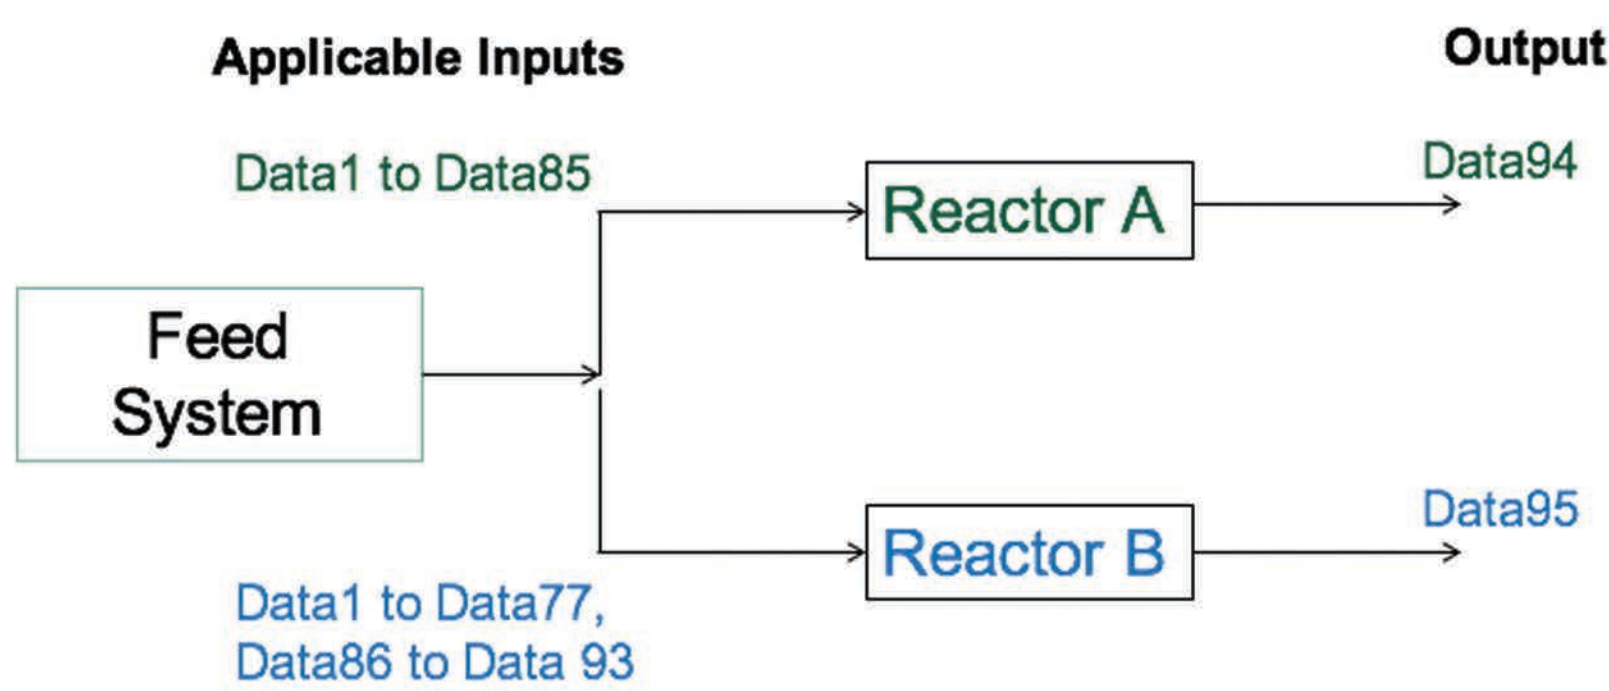 Applicable Inputs
Output
Data1 to Data85
Data94
Reactor A
Feed
System
Data95
Reactor B
Data1 to Data77,
Data86 to Data 93